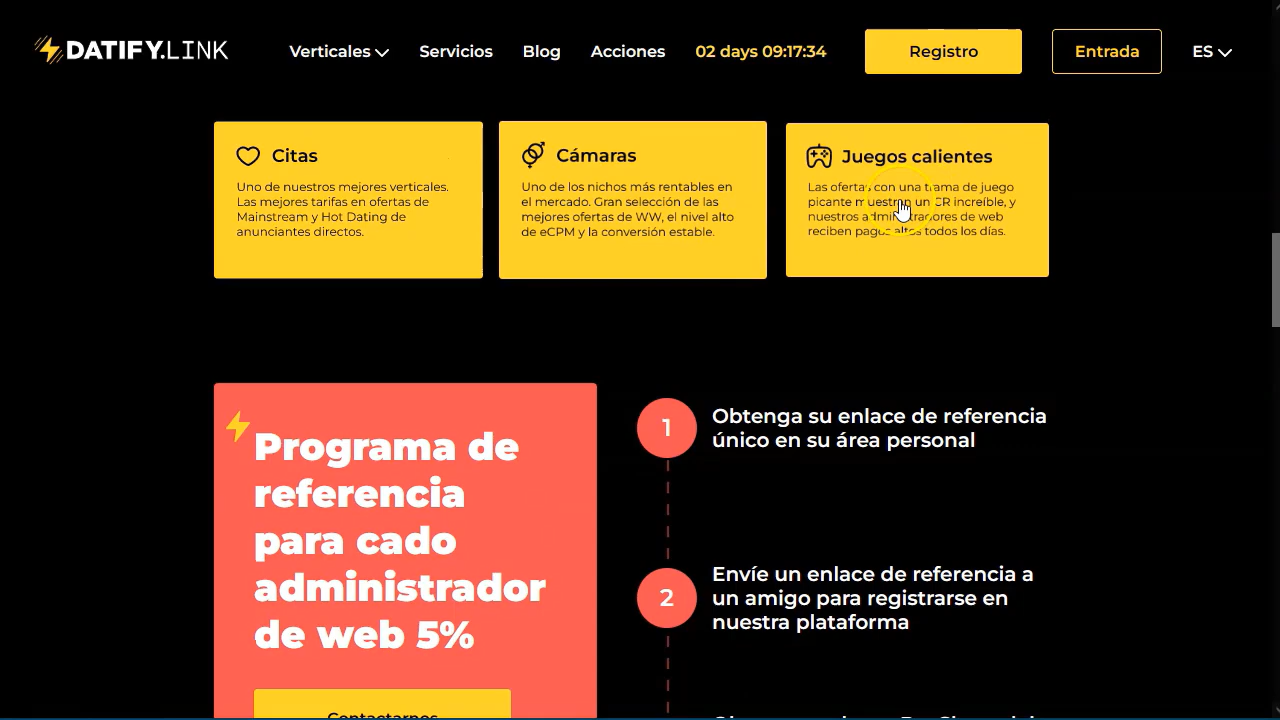 DATIFY.LINK
Verticales
Servicios
Blog
Acciones
02 days 09:17:34
Registro
Entrada
ES
Citas
Uno de nuestros mejores verticales.
Las mejores tarifas en ofertas de
Mainstream y Hot Dating de
anunciantes directos.
Cámaras
Uno de los nichos más rentables en
el mercado. Gran selección de las
mejores ofertas de WW, el nivel alto
de eCPM y la conversión estable.
Juegos calientes
Las ofertas con una trama de juego
picante muestran un CR increíble, y
nuestros administradores de web
reciben pagos altos todos los días.
Programa de
referencia
para cado
administrador
de web 5%
Contactarnos
1
Obtenga su enlace de referencia
único en su área personal
2
Envíe un enlace de referencia a
un amigo para registrarse en
nuestra plataforma